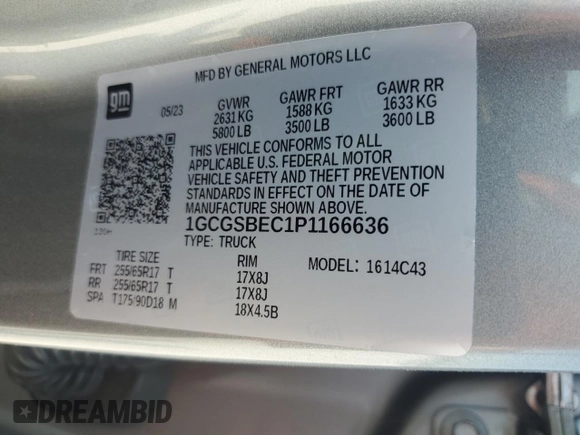 MFD BY GENERAL MOTORS LLC
gm
05/23
GVWR GAWR FRT GAWR RR
2631 KG 1588 KG 1633 KG
5800 LB 3500 LB 3600 LB
THIS VEHICLE CONFORMS TO ALL
APPLICABLE U.S. FEDERAL MOTOR
VEHICLE SAFETY AND THEFT PREVENTION
STANDARDS IN EFFECT ON THE DATE OF
MANUFACTURE SHOWN ABOVE.
1GCGSBEC1P1166636
TYPE: TRUCK
TIRE SIZE RIM MODEL: 1614C43
FRT 255/65R17 T 17X8J
RR 255/65R17 T 17X8J
SPA T175/90D18 M 18X4.5B
DREAMBID